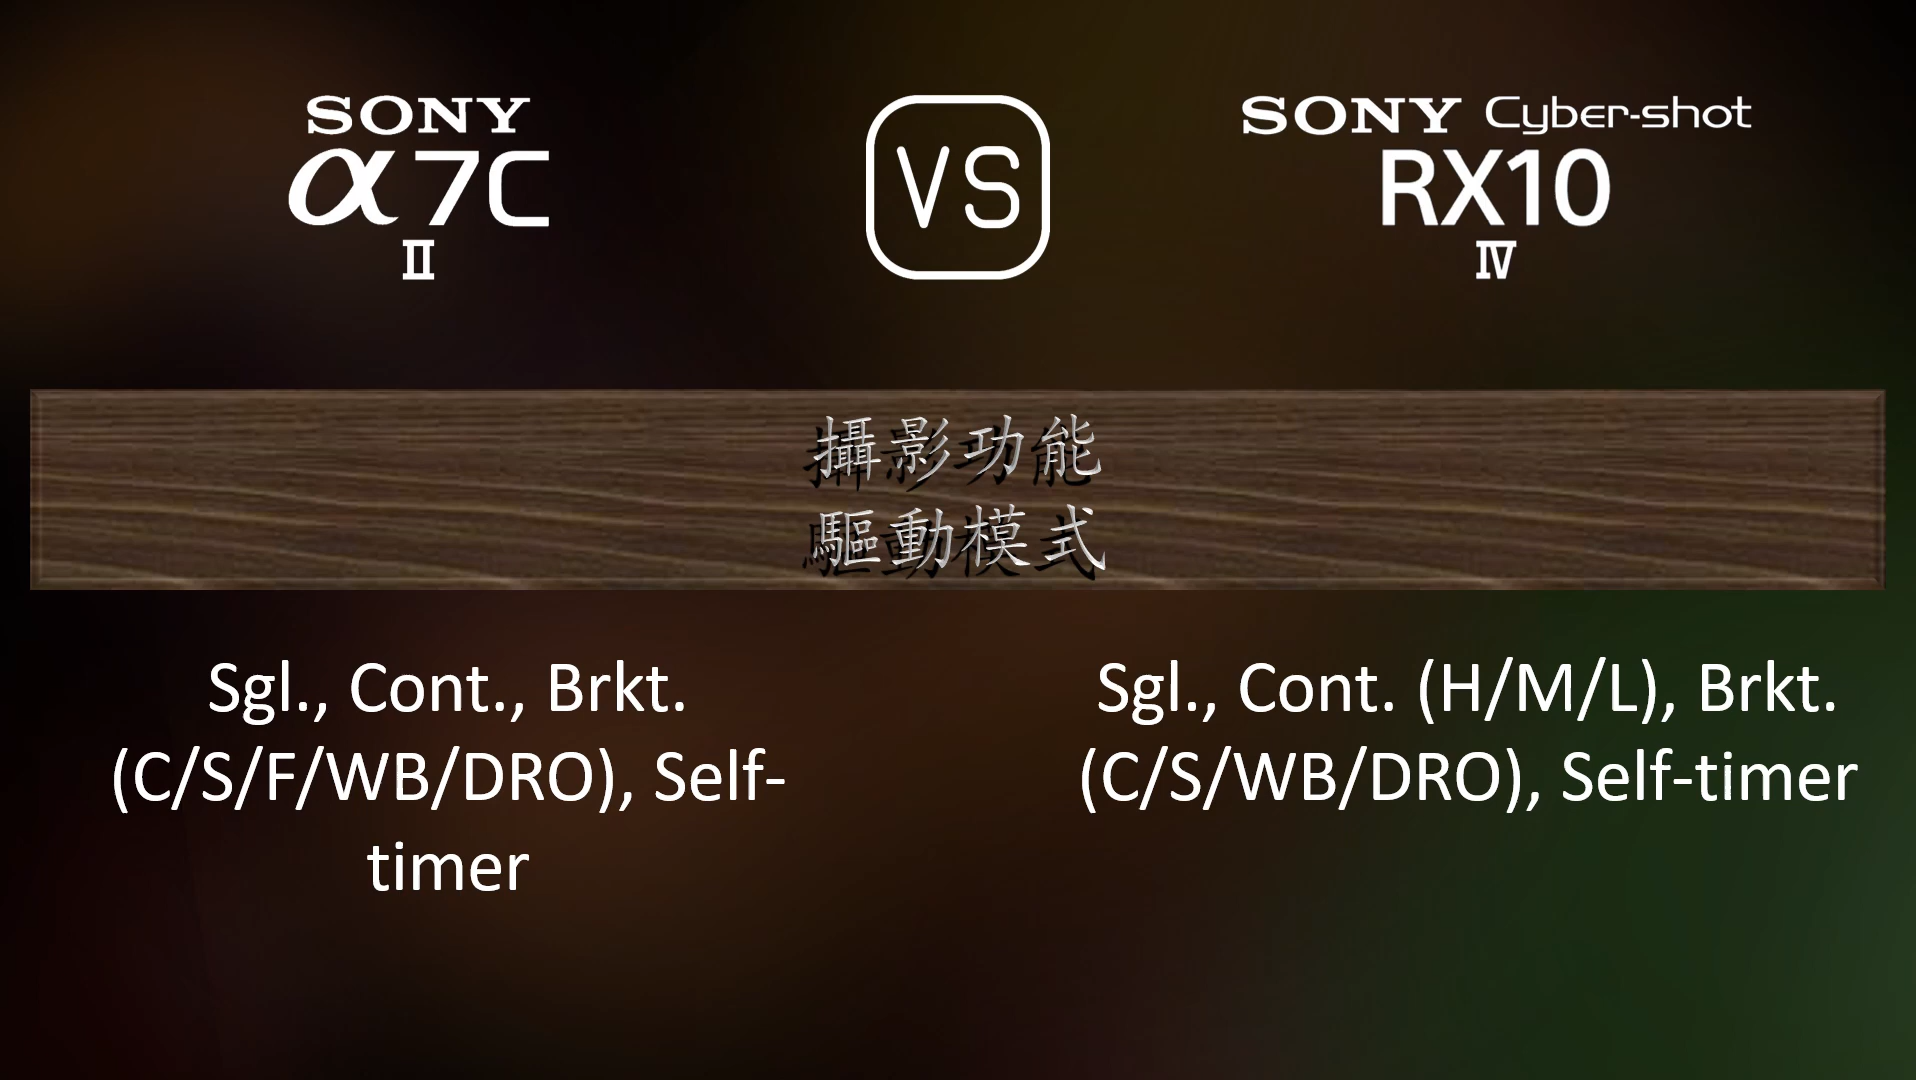 SONY
α7C
II
VS
SONY Cyber-shot
RX10
IV
攝影功能
驅動模式
Sgl., Cont., Brkt.
(C/S/F/WB/DRO), Self-
timer
Sgl., Cont. (H/M/L), Brkt.
(C/S/WB/DRO), Self-timer